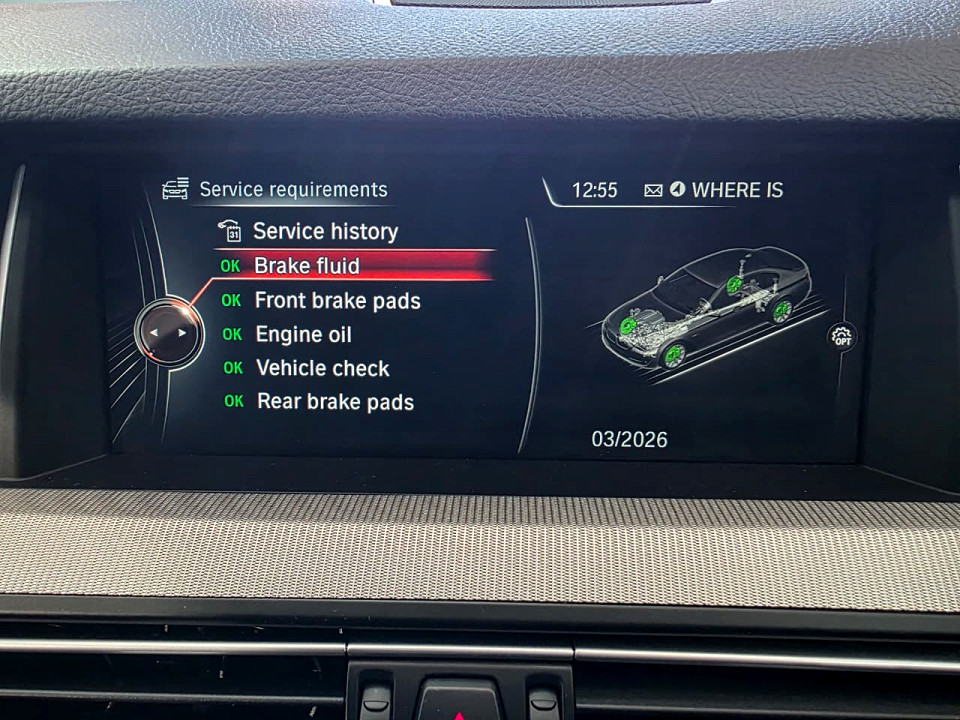 Service requirements
12:55 WHERE IS
31 Service history
OK Brake fluid
OK Front brake pads
OK Engine oil
OK Vehicle check
OK Rear brake pads
OPT
03/2026